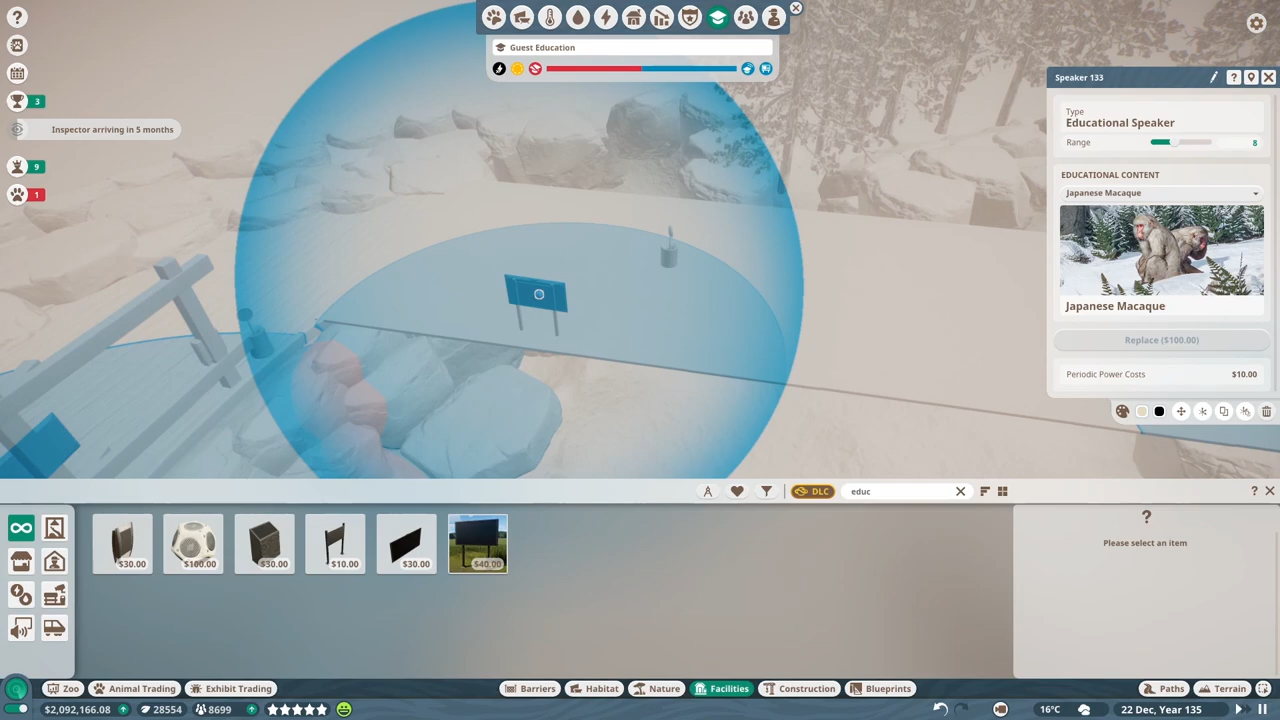 ?
Guest Education
3
Inspector arriving in 5 months
9
1
Speaker 133
?
Type
Educational Speaker
Range
8
EDUCATIONAL CONTENT
Japanese Macaque
Japanese Macaque
Replace ($100.00)
Periodic Power Costs
$10.00
DLC
educ
?
$30.00
$100.00
$30.00
$10.00
$30.00
$40.00
?
Please select an item
Zoo
Animal Trading
Exhibit Trading
Barriers
Habitat
Nature
Facilities
Construction
Blueprints
Paths
Terrain
$2,092,166.08
28554
8699
16°C
22 Dec, Year 135